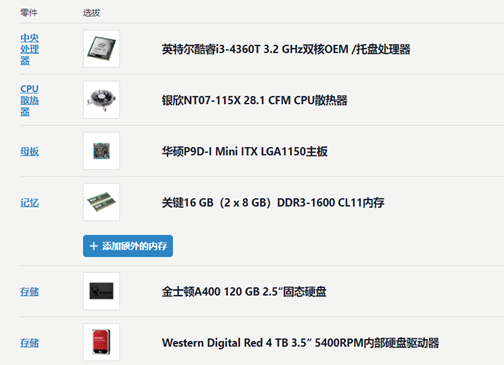 零件 选拔
中央
处理
器
英特尔酷睿i3-4360T 3.2 GHz双核OEM /托盘处理器
CPU
散热
器
银欣NT07-115X 28.1 CFM CPU散热器
母板
华硕P9D-I Mini ITX LGA1150主板
记忆
关键16 GB（2 x 8 GB）DDR3-1600 CL11内存
+ 添加额外的内存
存储
金士顿A400 120 GB 2.5“固态硬盘
存储
Western Digital Red 4 TB 3.5“ 5400RPM内部硬盘驱动器